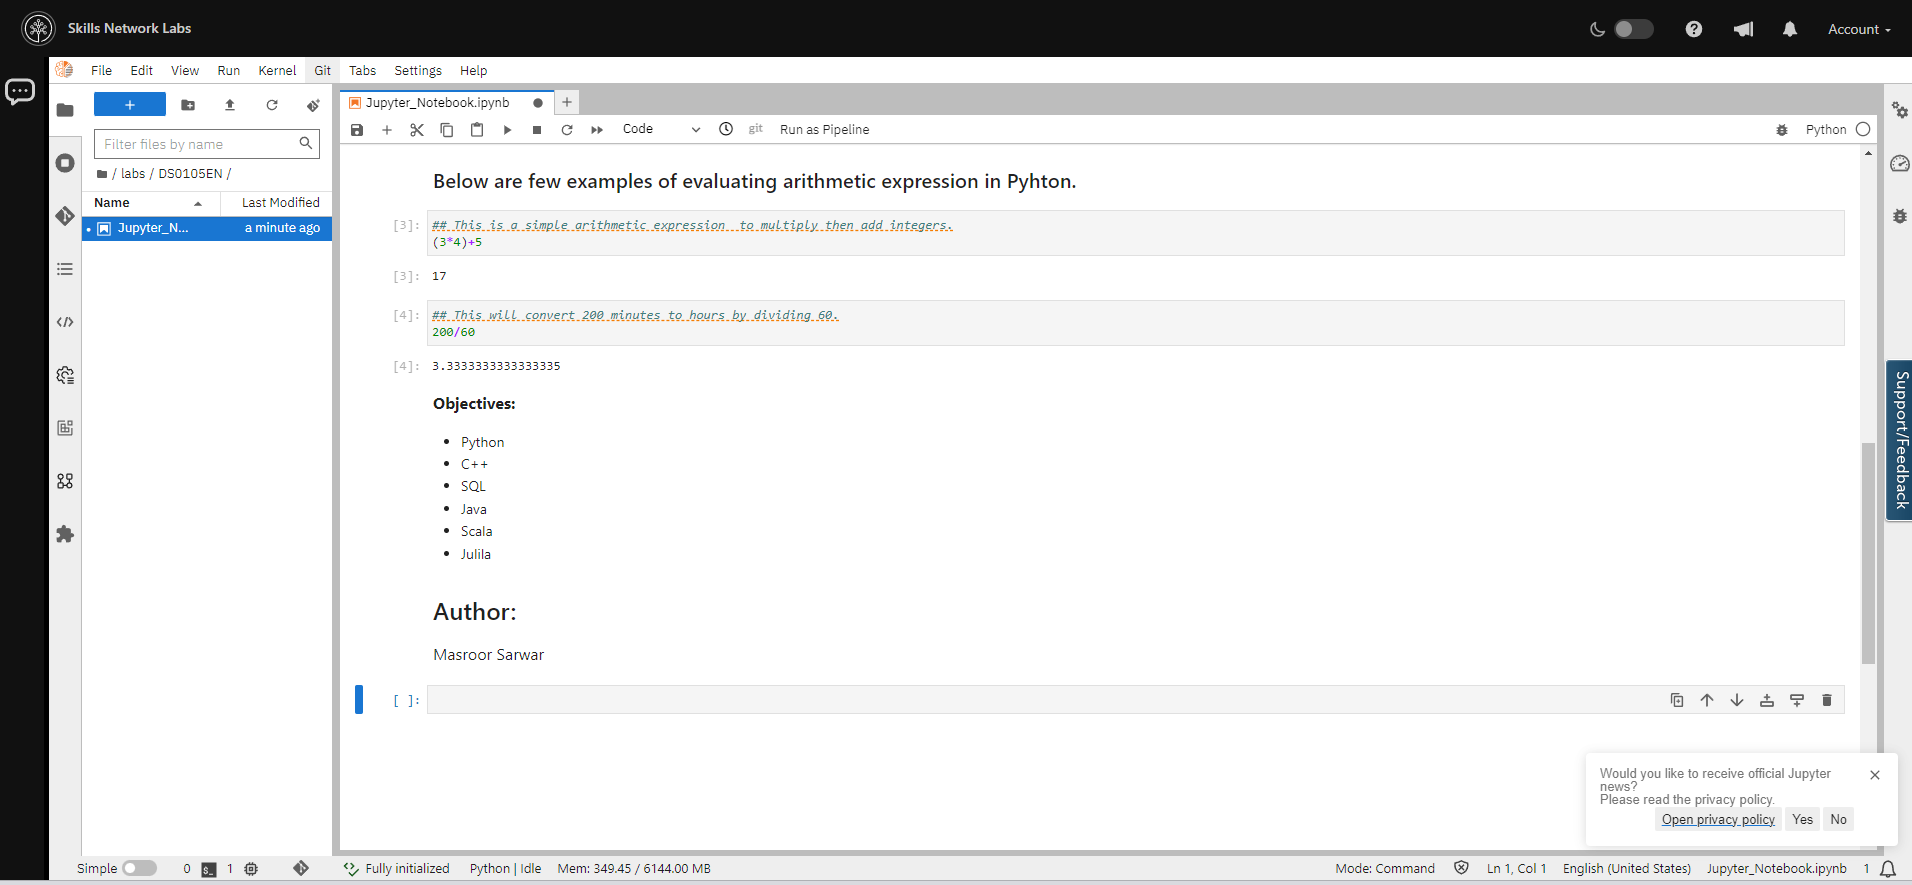 Skills Network Labs
Account
File Edit View Run Kernel Git Tabs Settings Help
Filter files by name
/ labs / DS0105EN /
Name Last Modified
Jupyter_N... a minute ago
Jupyter_Notebook.ipynb
Code git Run as Pipeline Python
Below are few examples of evaluating arithmetic expression in Pyhton.
[3]: ## This is a simple arithmetic expression  to multiply then add integers.
(3*4)+5
[3]: 17
[4]: ## This will convert 200 minutes to hours by dividing 60.
200/60
[4]: 3.3333333333333335
Objectives:
• Python
• C++
• SQL
• Java
• Scala
• Julila
Author:
Masroor Sarwar
[ ]:
Support/Feedback
Would you like to receive official Jupyter
news?
Please read the privacy policy.
Open privacy policy Yes No
Simple 0 $_ 1 Fully initialized Python | Idle Mem: 349.45 / 6144.00 MB Mode: Command Ln 1, Col 1 English (United States) Jupyter_Notebook.ipynb 1